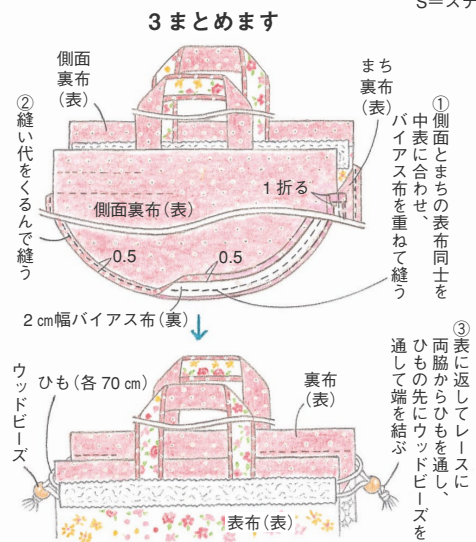 S=ステ
3 まとめます
側面
裏布
(表)
まち
裏布
(表)
①側面とまちの表布同士を
中表に合わせ、
バイアス布を重ねて縫う
②縫い代をくるんで縫う
1 折る
側面裏布(表)
0.5
0.5
2㎝幅バイアス布(裏)
③表に返してレースに
両脇からひもを通し、
ひもの先にウッドビーズを
通して端を結ぶ
ウッドビーズ
ひも(各70㎝)
裏布
(表)
表布(表)